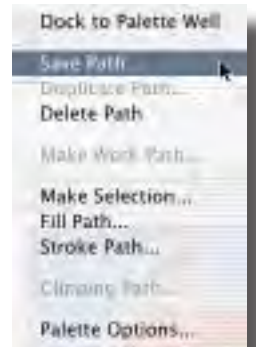 Dock to Palette Well
Save Path...
Duplicate Path...
Delete Path
Make Work Path...
Make Selection...
Fill Path...
Stroke Path...
Clipping Path...
Palette Options...